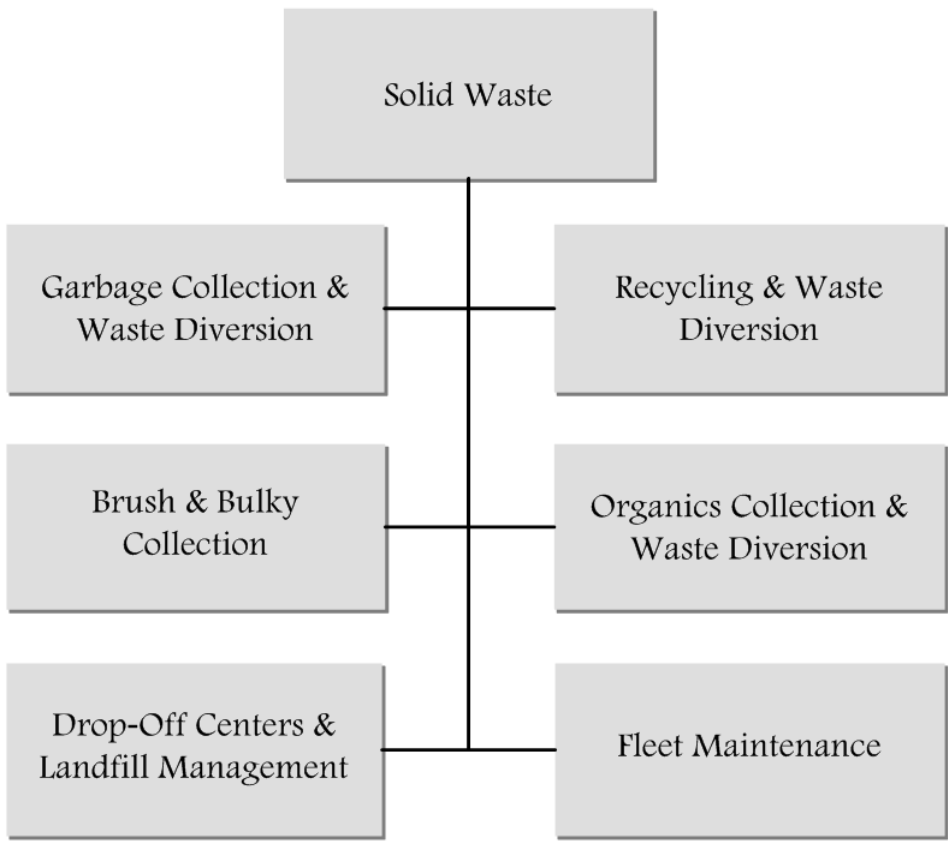 Solid Waste
Garbage Collection &
Waste Diversion
Recycling & Waste
Diversion
Brush & Bulky
Collection
Organics Collection &
Waste Diversion
Drop-Off Centers &
Landfill Management
Fleet Maintenance